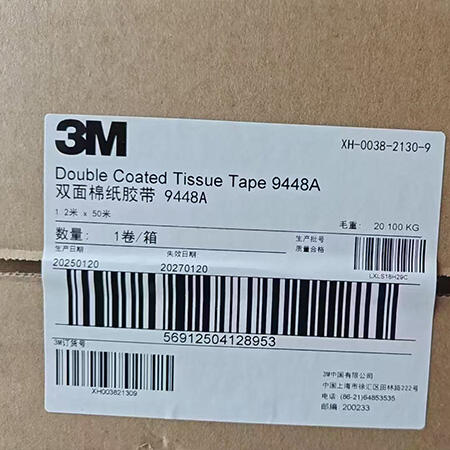 3M
XH-0038-2130-9
Double Coated Tissue Tape 9448A
双面棉纸胶带 9448A
1.2米 x 50米
毛重: 20.100 KG
数量: 1卷/箱
生产批号
质量合格
生产日期 失效日期
20250120 20270120
LXLS18H29C
56912504128953
3M订货号
XH003821309
3M中国有限公司
中国上海市徐汇区田林路222号
电话: (86-21)64853535
邮编: 200233